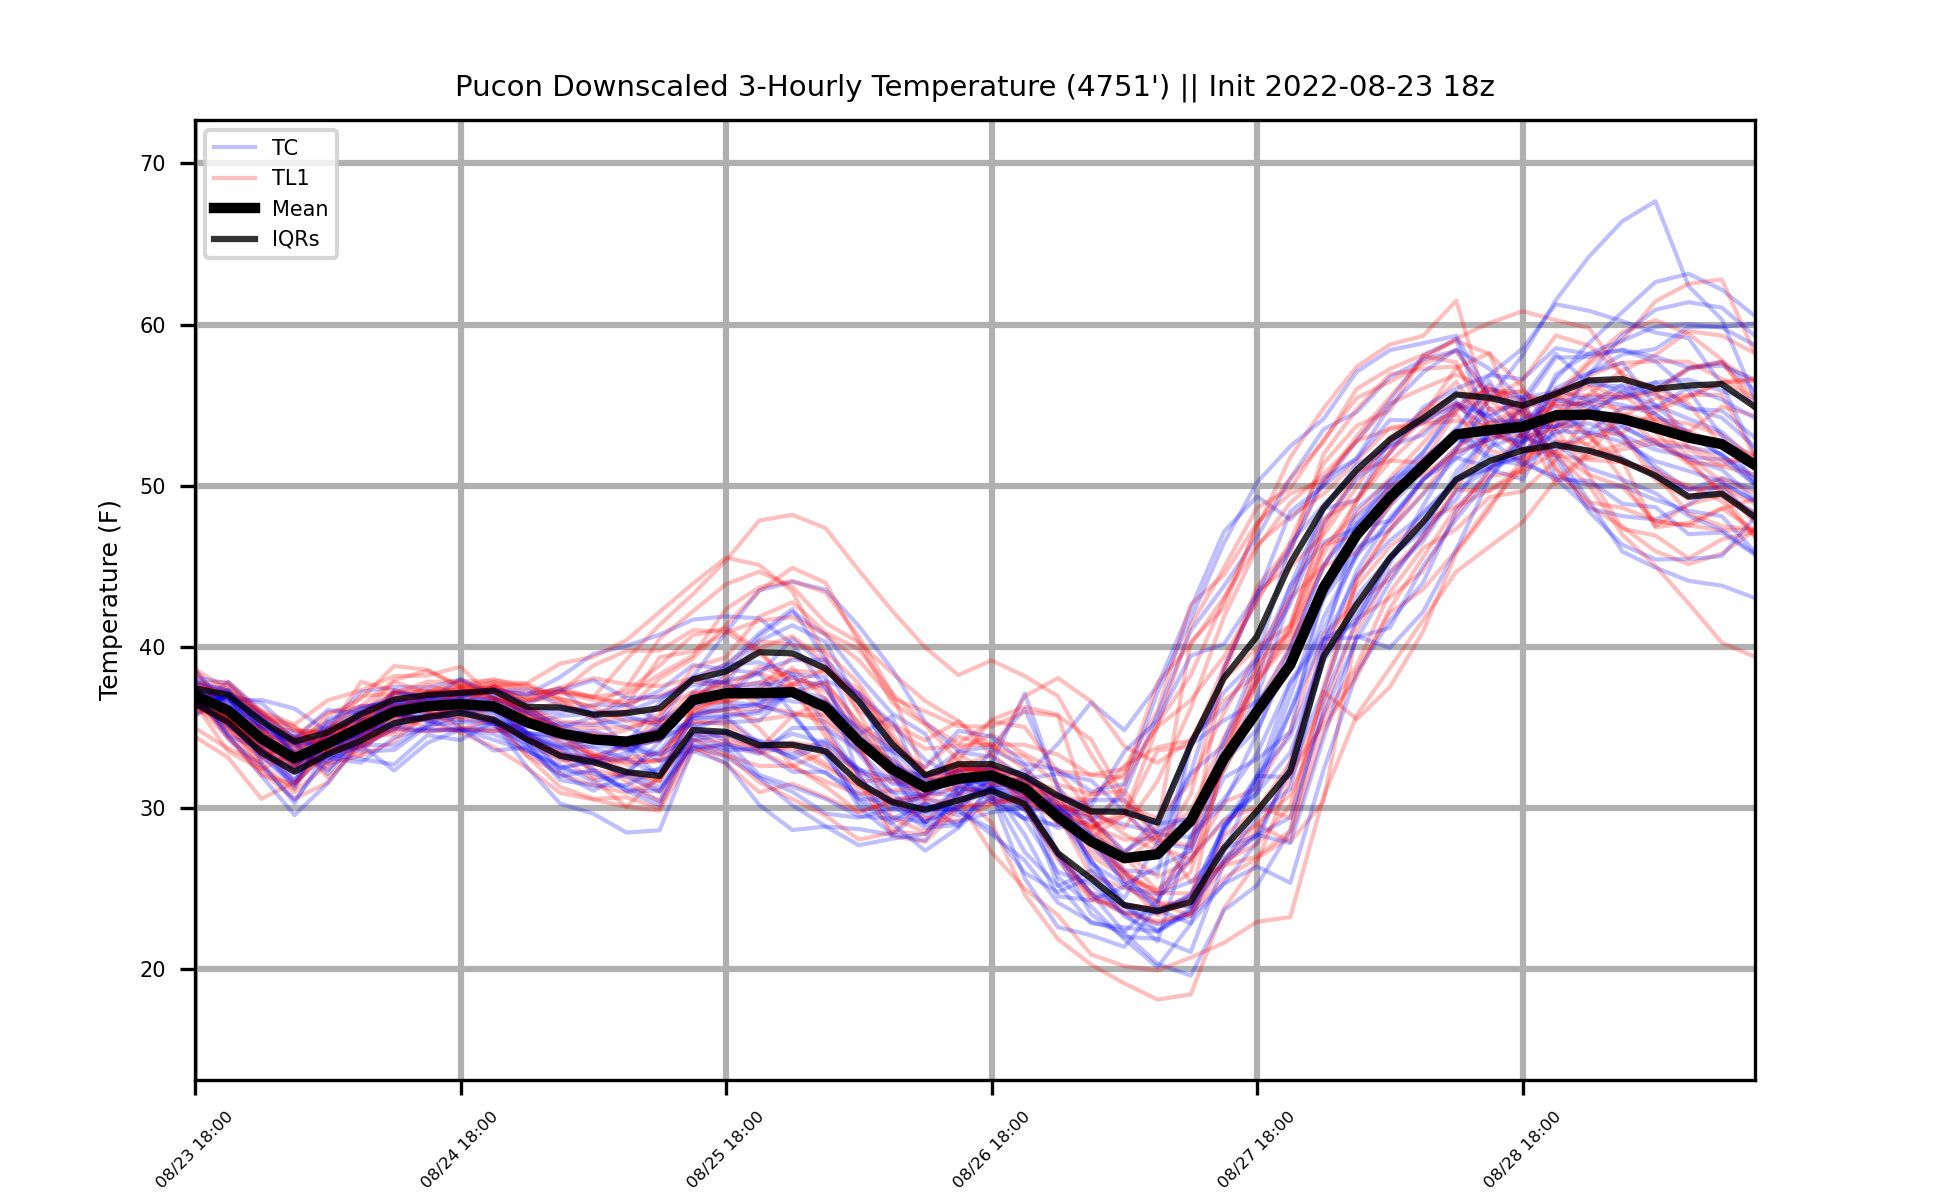 Pucon Downscaled 3-Hourly Temperature (4751') || Init 2022-08-23 18z
TC
TL1
Mean
IQRs
Temperature (F)
70
60
50
40
30
20
08/23 18:00
08/24 18:00
08/25 18:00
08/26 18:00
08/27 18:00
08/28 18:00